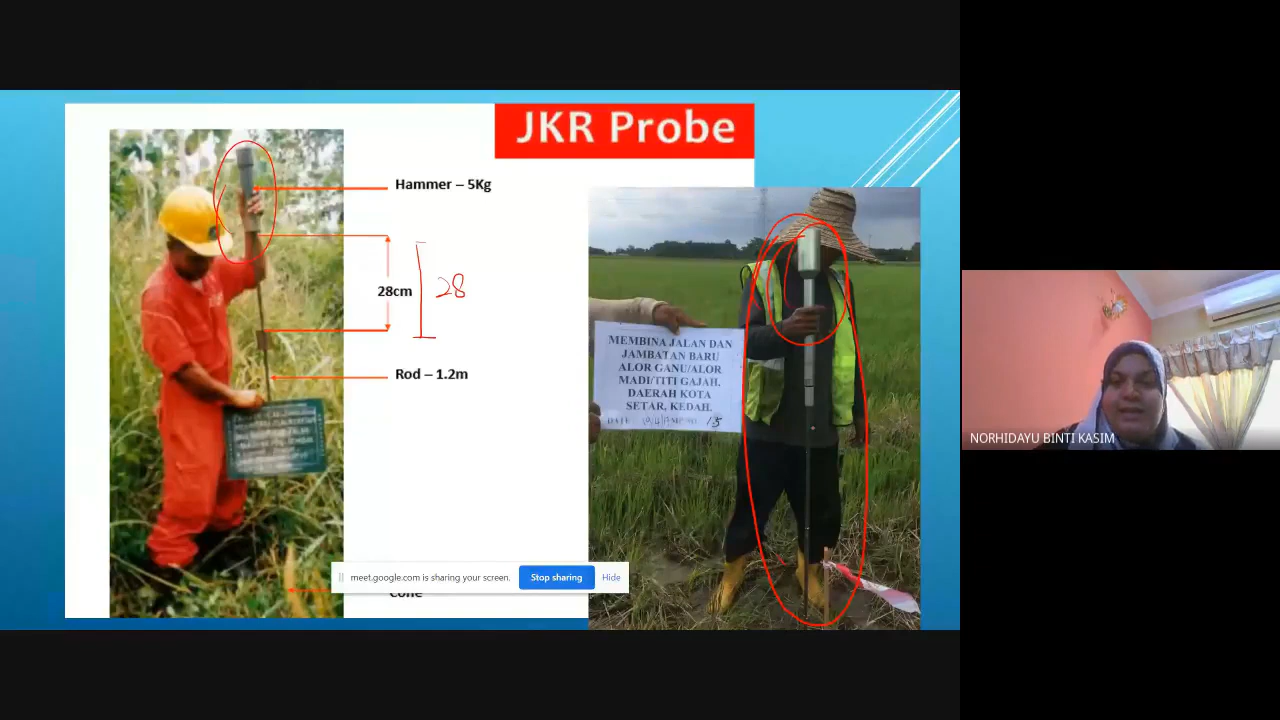 JKR Probe
Hammer – 5Kg
28cm
28
Rod – 1.2m
MEMBINA JALAN DAN
JAMBATAN BARU
ALOR GANU/ALOR
MADI/TITI GAJAH,
DAERAH KOTA
SETAR, KEDAH.
DATE
15
meet.google.com is sharing your screen.
Stop sharing
Hide
Cone
NORHIDAYU BINTI KASIM